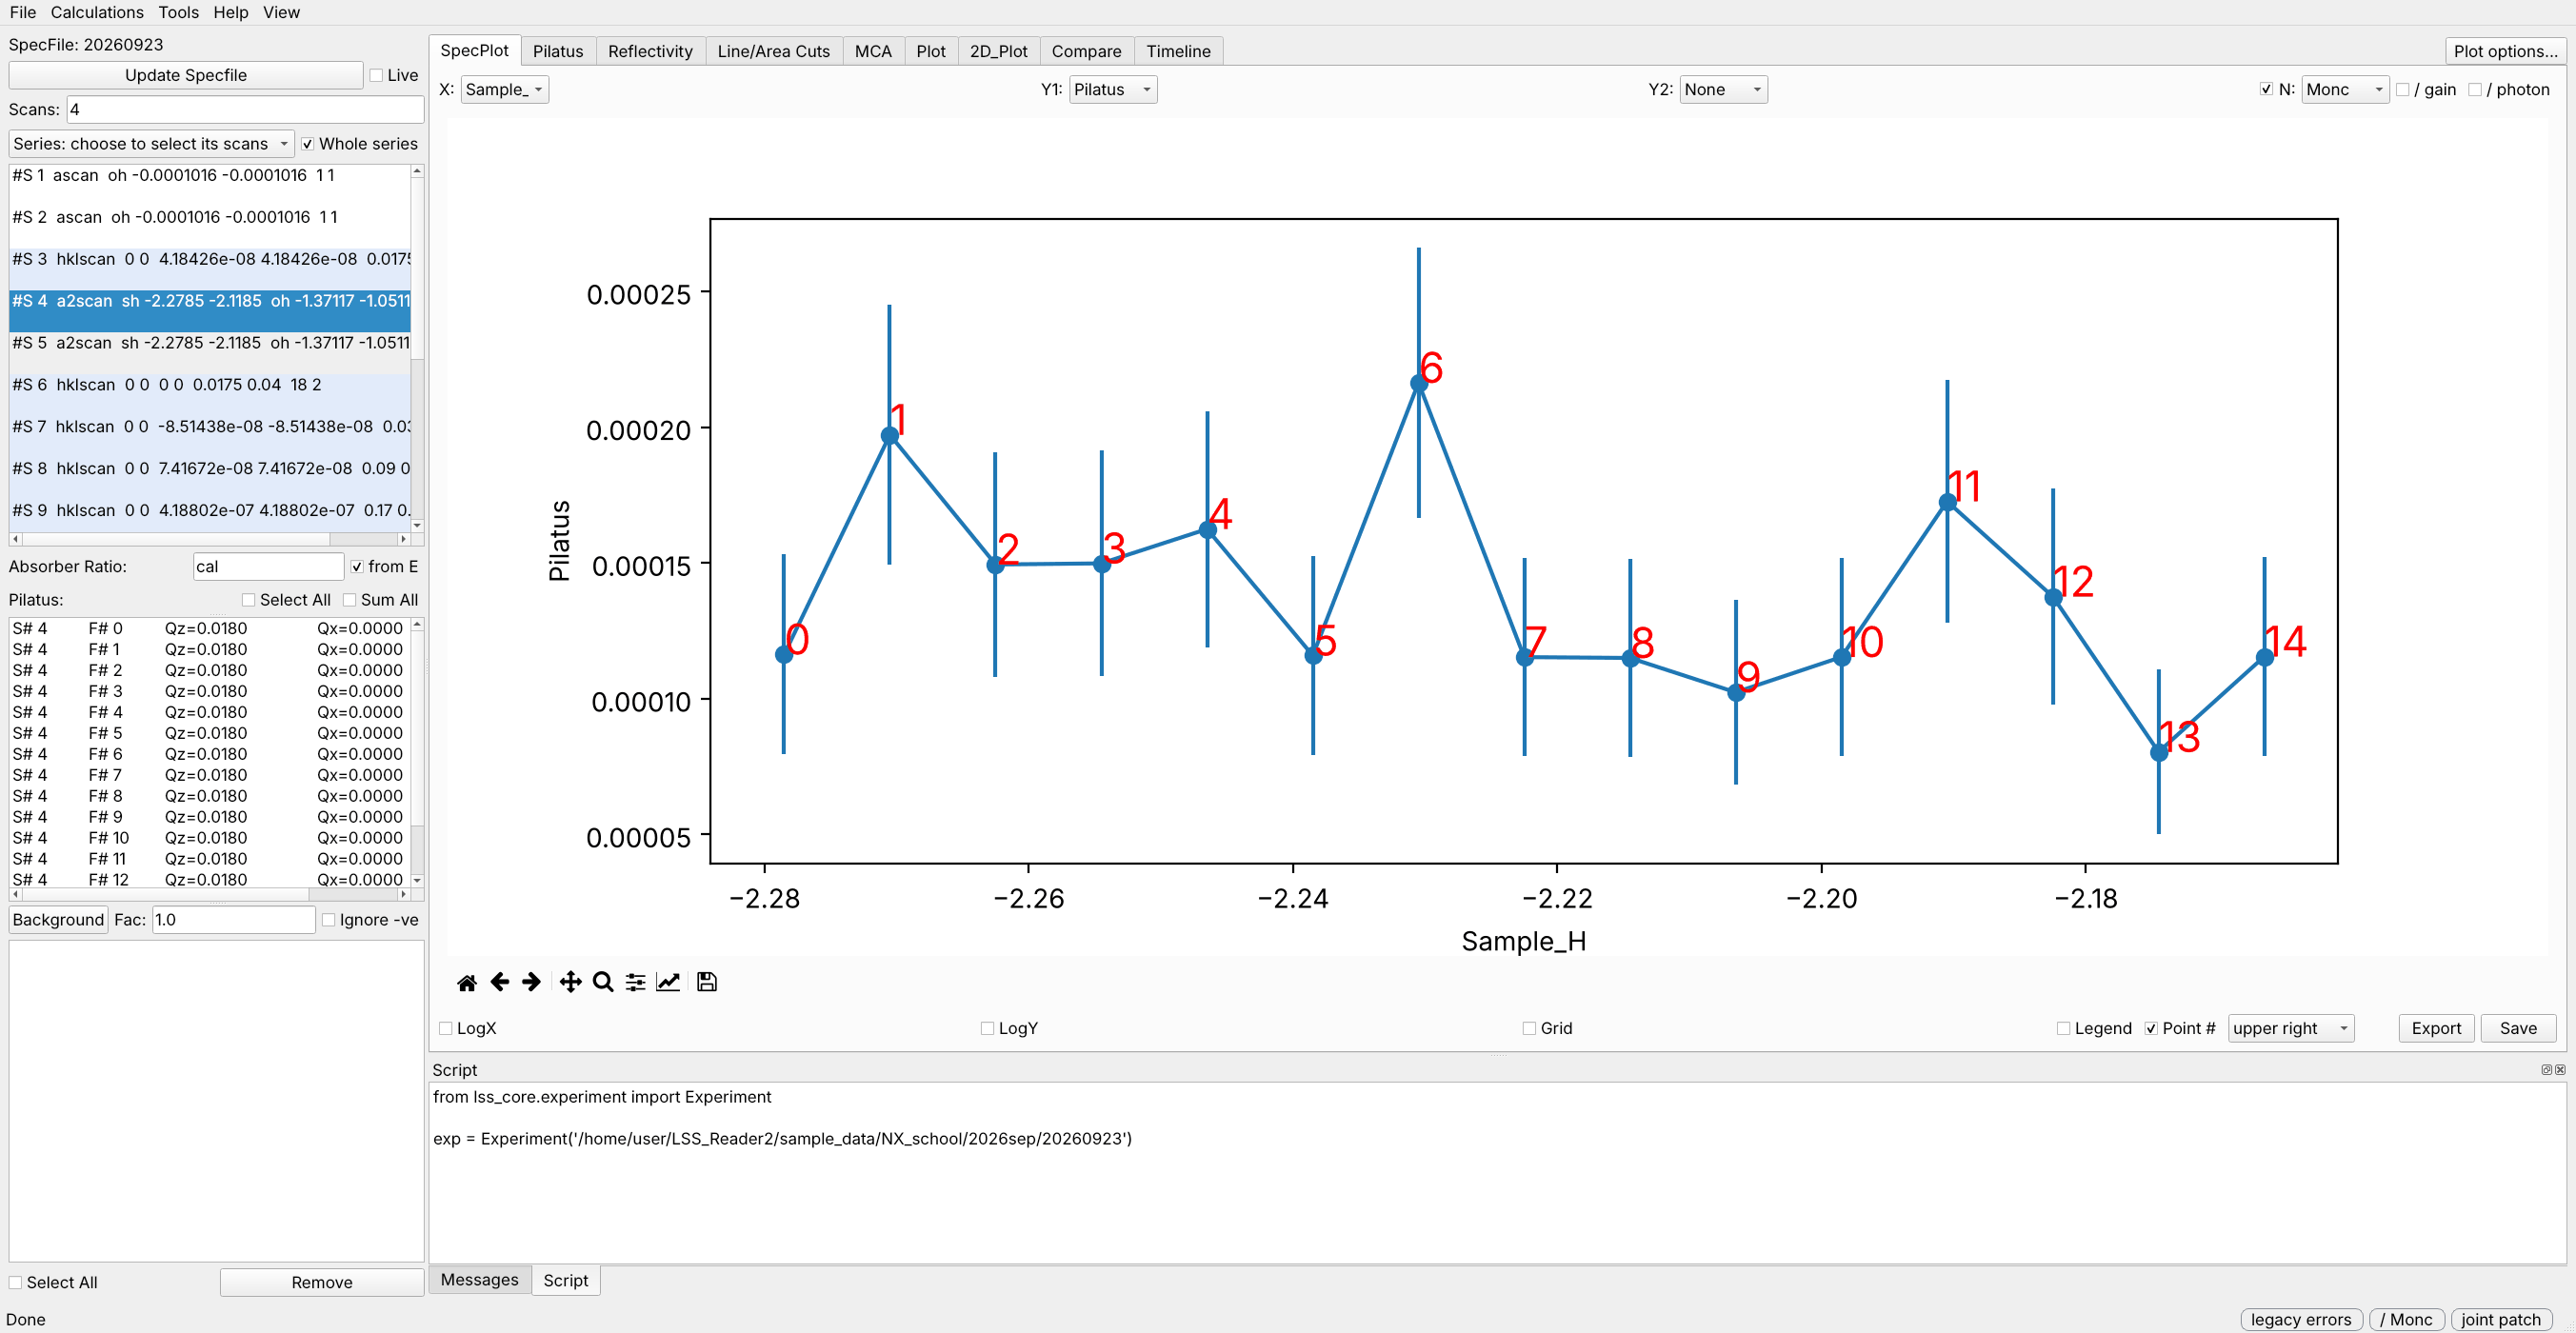 File Calculations Tools Help View
SpecFile: 20260923
Update Specfile Live
Scans: 4
Series: choose to select its scans Whole series
#S 1 ascan oh -0.0001016 -0.0001016 1 1
#S 2 ascan oh -0.0001016 -0.0001016 1 1
#S 3 hklscan 0 0 4.18426e-08 4.18426e-08 0.0175
#S 4 a2scan sh -2.2785 -2.1185 oh -1.37117 -1.0511
#S 5 a2scan sh -2.2785 -2.1185 oh -1.37117 -1.0511
#S 6 hklscan 0 0 0 0 0.0175 0.04 18 2
#S 7 hklscan 0 0 -8.51438e-08 -8.51438e-08 0.03
#S 8 hklscan 0 0 7.41672e-08 7.41672e-08 0.09 0
#S 9 hklscan 0 0 4.18802e-07 4.18802e-07 0.17 0.
Absorber Ratio: cal from E
Pilatus: Select All Sum All
S# 4 F# 0 Qz=0.0180 Qx=0.0000
S# 4 F# 1 Qz=0.0180 Qx=0.0000
S# 4 F# 2 Qz=0.0180 Qx=0.0000
S# 4 F# 3 Qz=0.0180 Qx=0.0000
S# 4 F# 4 Qz=0.0180 Qx=0.0000
S# 4 F# 5 Qz=0.0180 Qx=0.0000
S# 4 F# 6 Qz=0.0180 Qx=0.0000
S# 4 F# 7 Qz=0.0180 Qx=0.0000
S# 4 F# 8 Qz=0.0180 Qx=0.0000
S# 4 F# 9 Qz=0.0180 Qx=0.0000
S# 4 F# 10 Qz=0.0180 Qx=0.0000
S# 4 F# 11 Qz=0.0180 Qx=0.0000
S# 4 F# 12 Qz=0.0180 Qx=0.0000
Background Fac: 1.0 Ignore -ve
Select All Remove
Done
SpecPlot Pilatus Reflectivity Line/Area Cuts MCA Plot 2D_Plot Compare Timeline Plot options...
X: Sample_ Y1: Pilatus Y2: None N: Monc / gain / photon
0.00025
0.00020
0.00015
0.00010
0.00005
Pilatus
0 1 2 3 4 5 6 7 8 9 10 11 12 13 14
−2.28 −2.26 −2.24 −2.22 −2.20 −2.18
Sample_H
LogX LogY Grid Legend Point # upper right Export Save
Script
from lss_core.experiment import Experiment
exp = Experiment('/home/user/LSS_Reader2/sample_data/NX_school/2026sep/20260923')
Messages Script
legacy errors / Monc joint patch